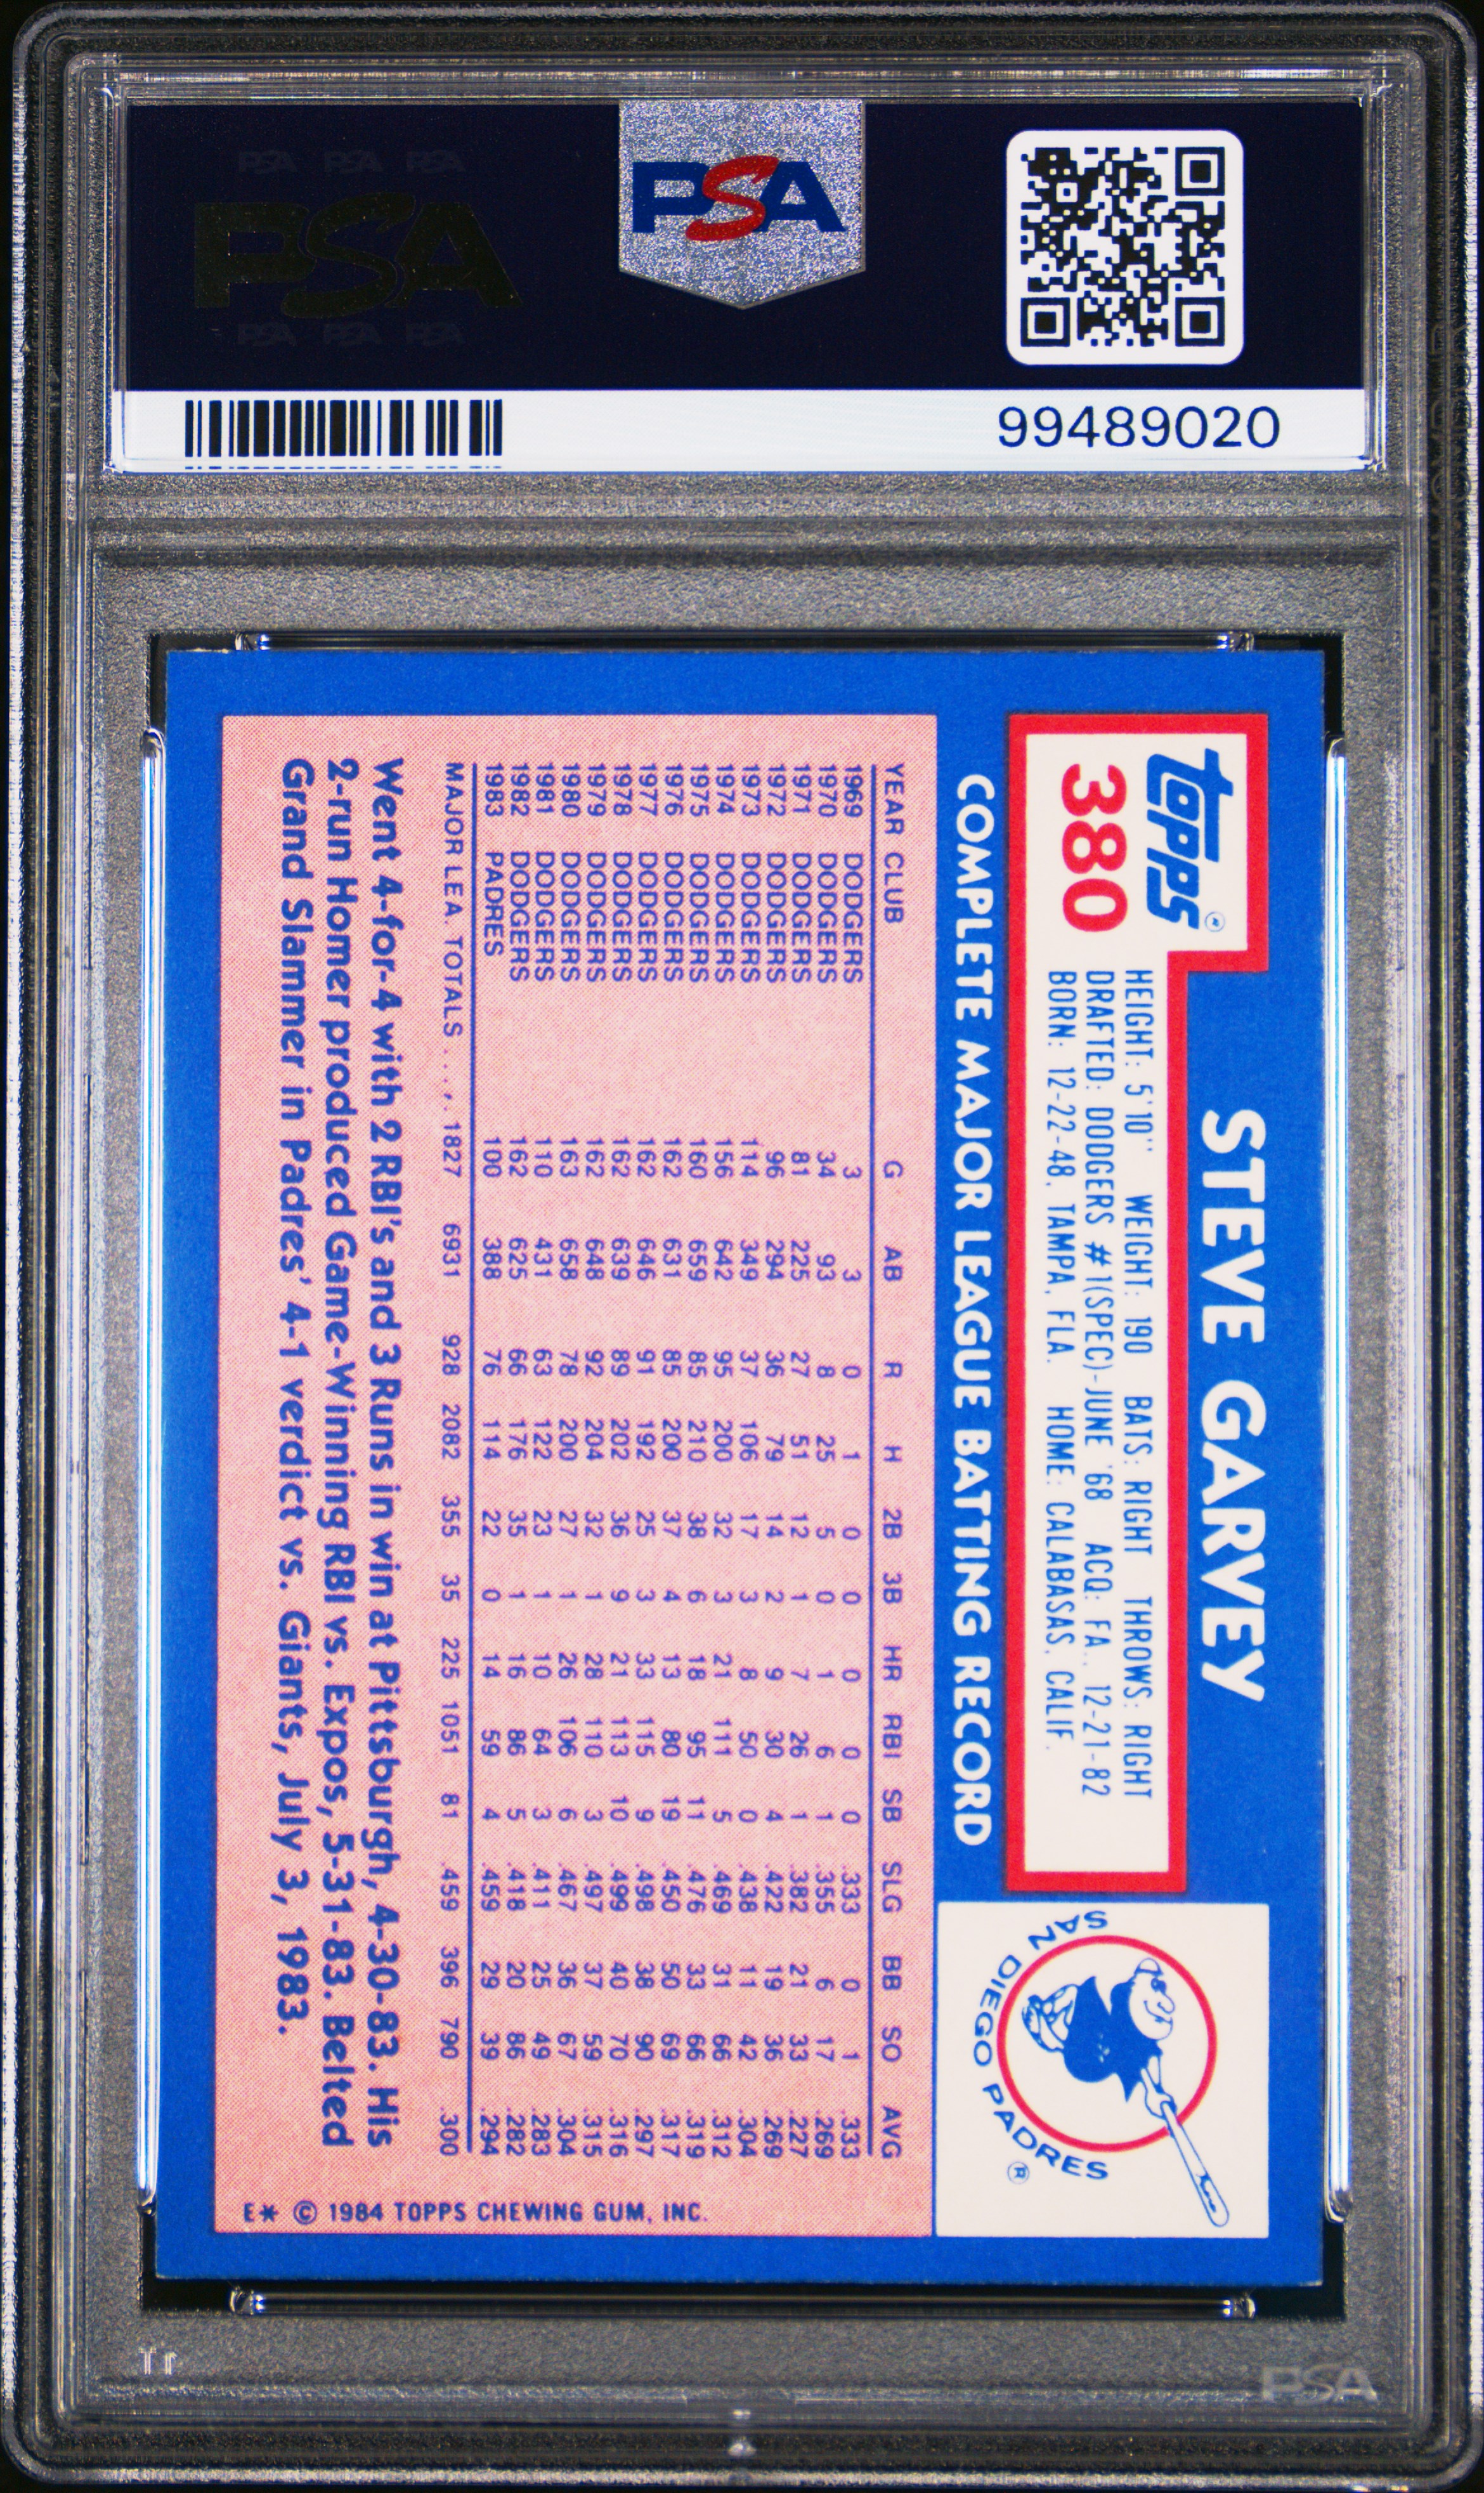 PSA PSA PSA
PSA
PSA PSA PSA
PSA
99489020
topps®
380
STEVE GARVEY
HEIGHT: 5'10" WEIGHT: 190 BATS: RIGHT THROWS: RIGHT
DRAFTED: DODGERS #1(SPEC)-JUNE '68 ACQ: FA., 12-21-82
BORN: 12-22-48, TAMPA, FLA. HOME: CALABASAS, CALIF.
SAN DIEGO PADRES ®
COMPLETE MAJOR LEAGUE BATTING RECORD
YEAR CLUB G AB R H 2B 3B HR RBI SB SLG BB SO AVG
1969 DODGERS 3 3 0 1 0 0 0 0 0 .333 0 1 .333
1970 DODGERS 34 93 8 25 5 0 1 6 1 .355 6 17 .269
1971 DODGERS 81 225 27 51 12 1 7 26 1 .382 21 33 .227
1972 DODGERS 96 294 36 79 14 2 9 30 4 .422 19 36 .269
1973 DODGERS 114 349 37 106 17 3 8 50 0 .438 11 42 .304
1974 DODGERS 156 642 95 200 32 3 21 111 5 .469 31 66 .312
1975 DODGERS 160 659 85 210 38 6 18 95 11 .476 33 66 .319
1976 DODGERS 162 631 85 200 37 4 13 80 19 .450 50 69 .317
1977 DODGERS 162 646 91 192 25 3 33 115 9 .498 38 90 .297
1978 DODGERS 162 639 89 202 36 9 21 113 10 .499 40 70 .316
1979 DODGERS 162 648 92 204 32 1 28 110 3 .497 37 59 .315
1980 DODGERS 163 658 78 200 27 1 26 106 6 .467 36 67 .304
1981 DODGERS 110 431 63 122 23 1 10 64 3 .411 25 49 .283
1982 DODGERS 162 625 66 176 35 1 16 86 5 .418 20 86 .282
1983 PADRES 100 388 76 114 22 0 14 59 4 .459 29 39 .294
MAJOR LEA. TOTALS ..... 1827 6931 928 2082 355 35 225 1051 81 .459 396 790 .300
Went 4-for-4 with 2 RBI's and 3 Runs in win at Pittsburgh, 4-30-83. His
2-run Homer produced Game-Winning RBI vs. Expos, 5-31-83. Belted
Grand Slammer in Padres' 4-1 verdict vs. Giants, July 3, 1983.
E* © 1984 TOPPS CHEWING GUM, INC.
PSA